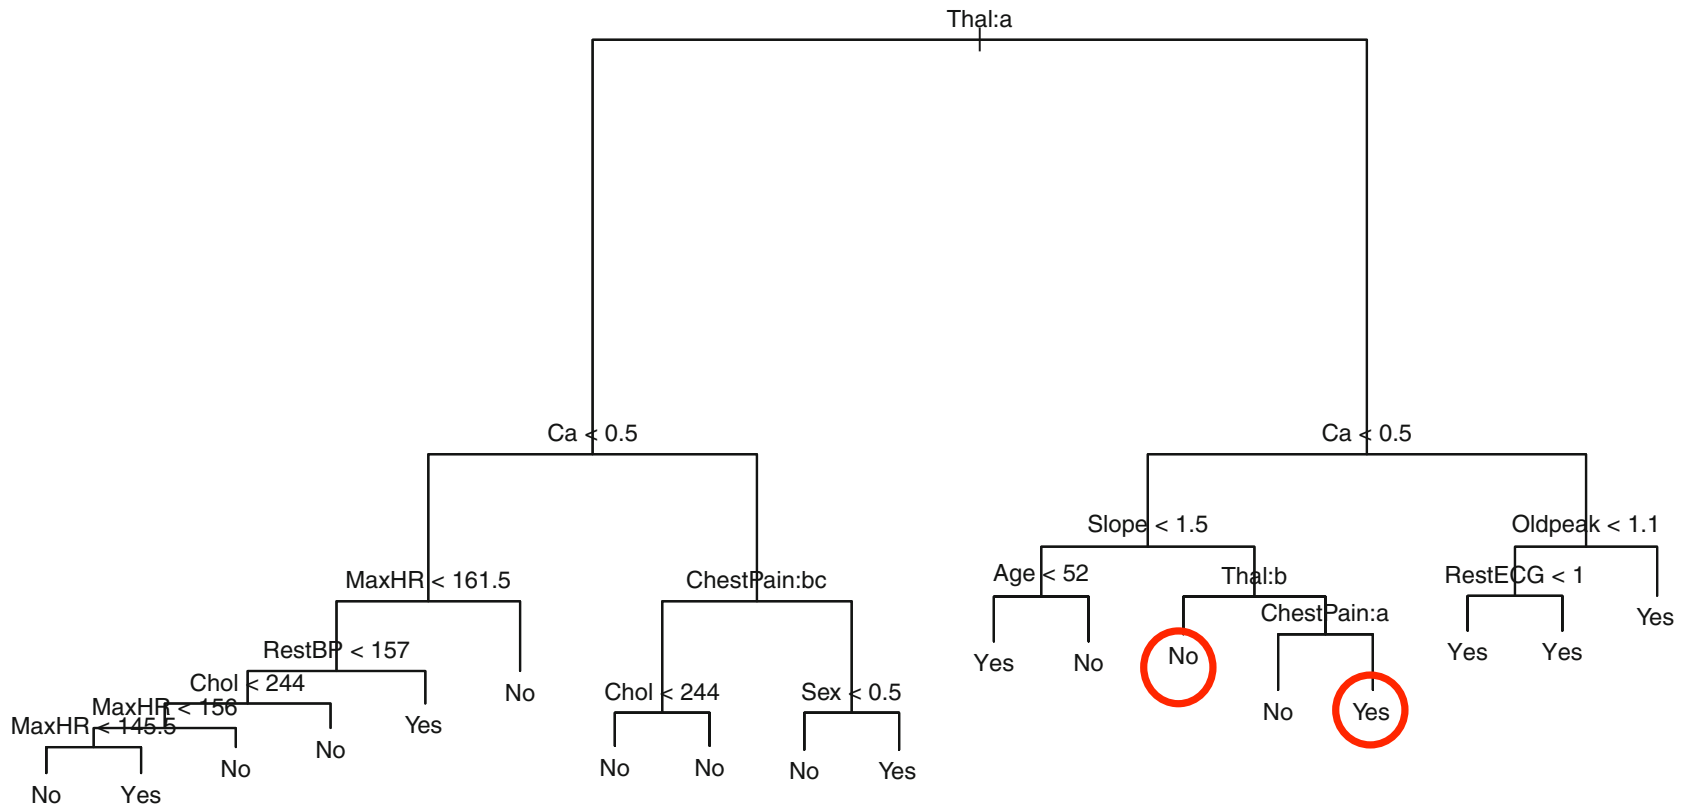 Thal:a
Ca < 0.5
Ca < 0.5
Slope < 1.5
Oldpeak < 1.1
MaxHR < 161.5
ChestPain:bc
Age < 52
Thal:b
RestECG < 1
ChestPain:a
Yes
RestBP < 157
Yes
No
No
Yes
Yes
Chol < 244
No
Chol < 244
Sex < 0.5
No
Yes
MaxHR < 156
MaxHR < 145.5
Yes
No
No
No
No
No
Yes
No
Yes